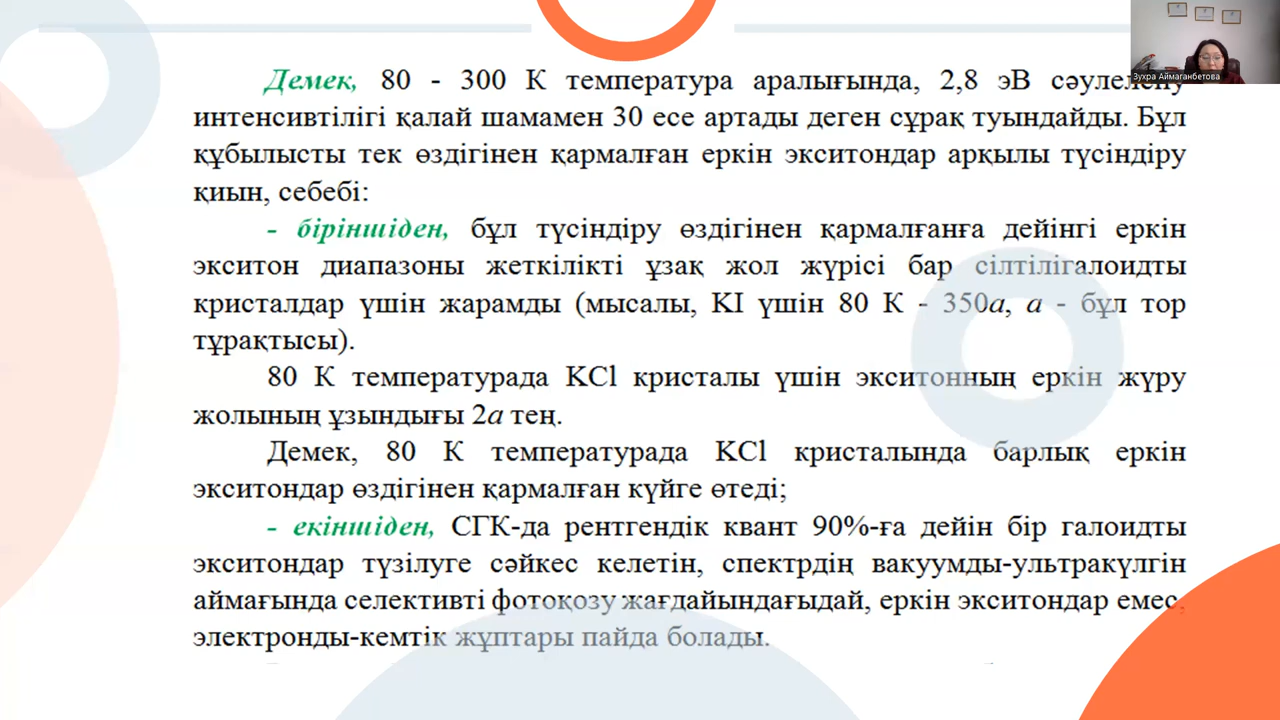 Демек, 80 - 300 К температура аралығында, 2,8 эВ сәулелену
интенсивтілігі қалай шамамен 30 есе артады деген сұрақ туындайды. Бұл
құбылысты тек өздігінен қармалған еркін экситондар арқылы түсіндіру
қиын, себебі:
- біріншіден, бұл түсіндіру өздігінен қармалғанға дейінгі еркін
экситон диапазоны жеткілікті ұзақ жол жүрісі бар сілтілігалоидты
кристалдар үшін жарамды (мысалы, KI үшін 80 К - 350а, а - бұл тор
тұрақтысы).
80 К температурада KCl кристалы үшін экситонның еркін жүру
жолының ұзындығы 2а тең.
Демек, 80 К температурада KCl кристалында барлық еркін
экситондар өздігінен қармалған күйге өтеді;
- екіншіден, СГК-да рентгендік квант 90%-ға дейін бір галоидты
экситондар түзілуге сәйкес келетін, спектрдің вакуумды-ультракүлгін
аймағында селективті фотоқозу жағдайындағыдай, еркін экситондар емес,
электронды-кемтік жұптары пайда болады.
Зухра Аймаганбетова